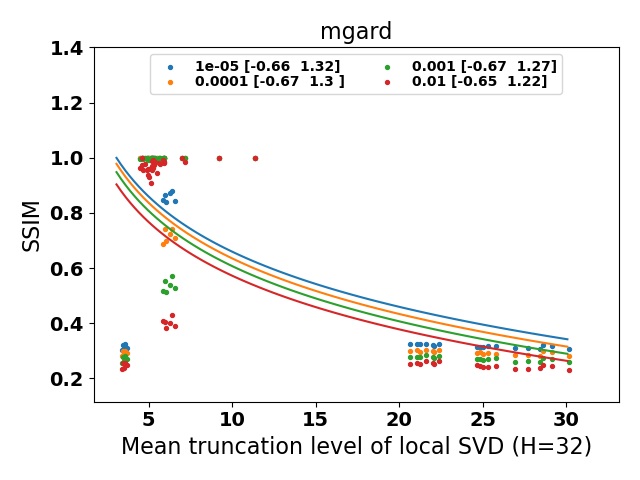 mgard
1e-05 [-0.66  1.32]
0.0001 [-0.67  1.3 ]
0.001 [-0.67  1.27]
0.01 [-0.65  1.22]
SSIM
1.4
1.2
1.0
0.8
0.6
0.4
0.2
5 10 15 20 25 30
Mean truncation level of local SVD (H=32)